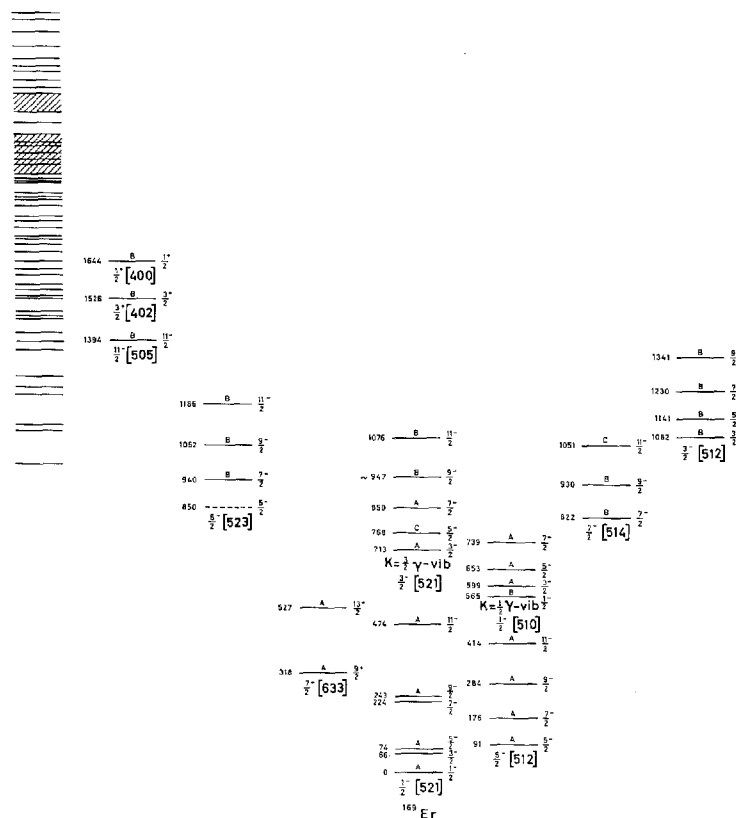 1644 B 1/2+
1/2+ [400]
1526 B 3/2+
3/2+ [402]
1394 B 11/2-
11/2- [505]
1186 B 11/2-
1052 B 9/2-
940 B 7/2-
850 5/2-
5/2- [523]
527 A 13/2+
318 A 9/2+
7/2+ [633]
1076 B 11/2-
~947 B 9/2-
850 A 7/2-
768 C 5/2-
713 A 3/2-
K=3/2 γ-vib
3/2- [521]
474 A 11/2-
243 A 9/2-
224 7/2-
74 A 5/2-
66 3/2-
0 A 1/2-
1/2- [521]
169Er
739 A 7/2-
653 A 5/2-
599 A 3/2-
565 B 1/2-
K=1/2 γ-vib
1/2- [510]
414 A 11/2-
284 A 9/2-
176 A 7/2-
91 A 5/2-
5/2- [512]
1051 C 11/2-
930 B 9/2-
822 B 7/2-
7/2- [514]
1341 B 9/2
1230 B 7/2
1141 B 5/2
1082 B 3/2
3/2- [512]